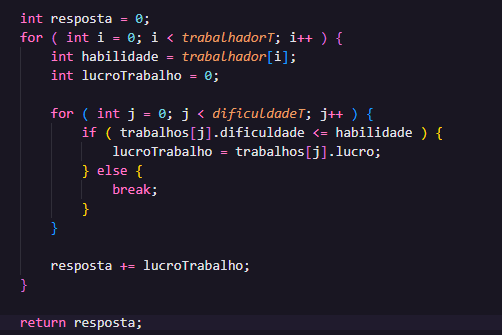 int resposta = 0;
for ( int i = 0; i < trabalhadorT; i++ ) {
int habilidade = trabalhador[i];
int lucroTrabalho = 0;
for ( int j = 0; j < dificuldadeT; j++ ) {
if ( trabalhos[j].dificuldade <= habilidade ) {
lucroTrabalho = trabalhos[j].lucro;
} else {
break;
}
}
resposta += lucroTrabalho;
}
return resposta;